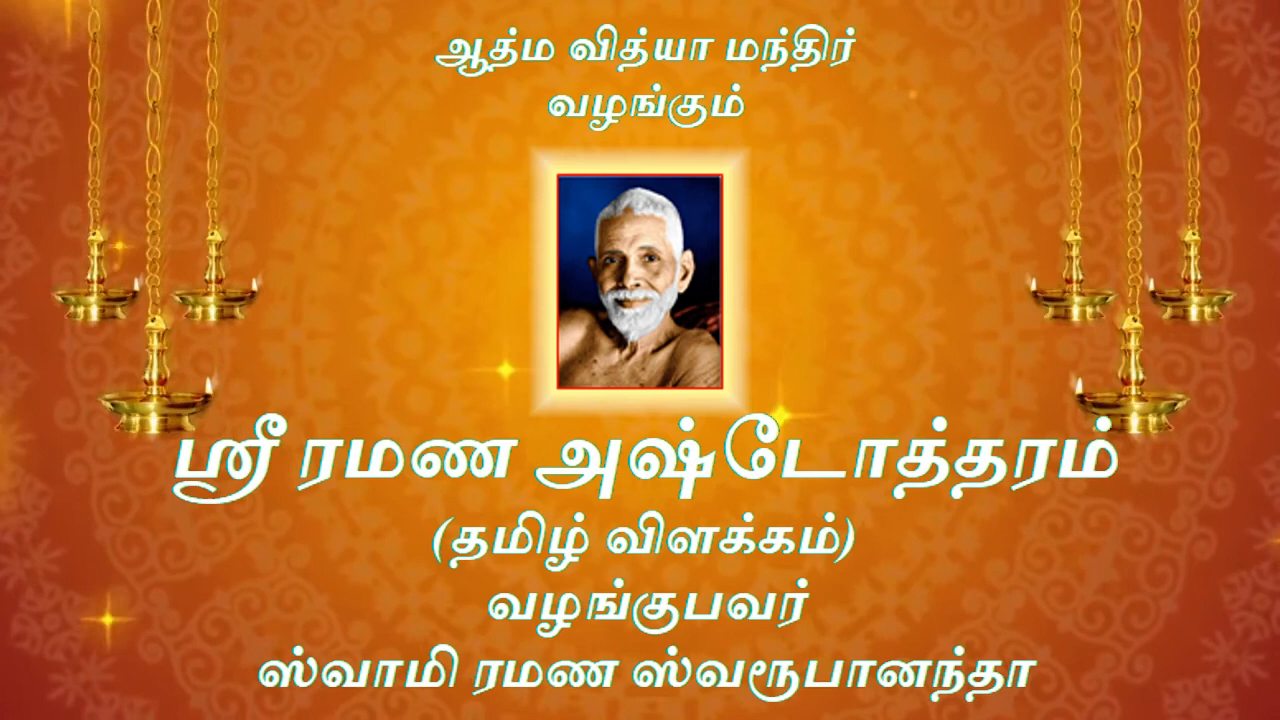 ஆத்ம வித்யா மந்திர்
வழங்கும்
ஸ்ரீ ரமண அஷ்டோத்தரம்
(தமிழ் விளக்கம்)
வழங்குபவர்
ஸ்வாமி ரமண ஸ்வரூபானந்தா